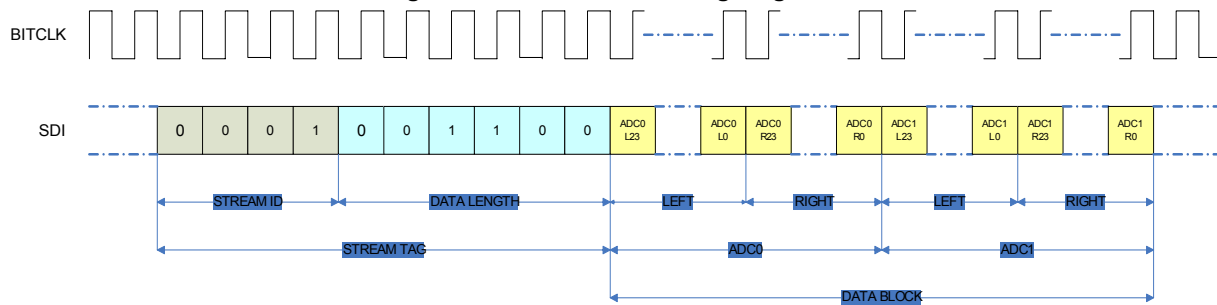 BITCLK
SDI
0 0 0 1 0 0 1 1 0 0
ADC0 L23
ADC0 L0
ADC0 R23
ADC0 R0
ADC1 L23
ADC1 L0
ADC1 R23
ADC1 R0
STREAM ID DATA LENGTH LEFT RIGHT LEFT RIGHT
STREAM TAG ADC0 ADC1
DATA BLOCK